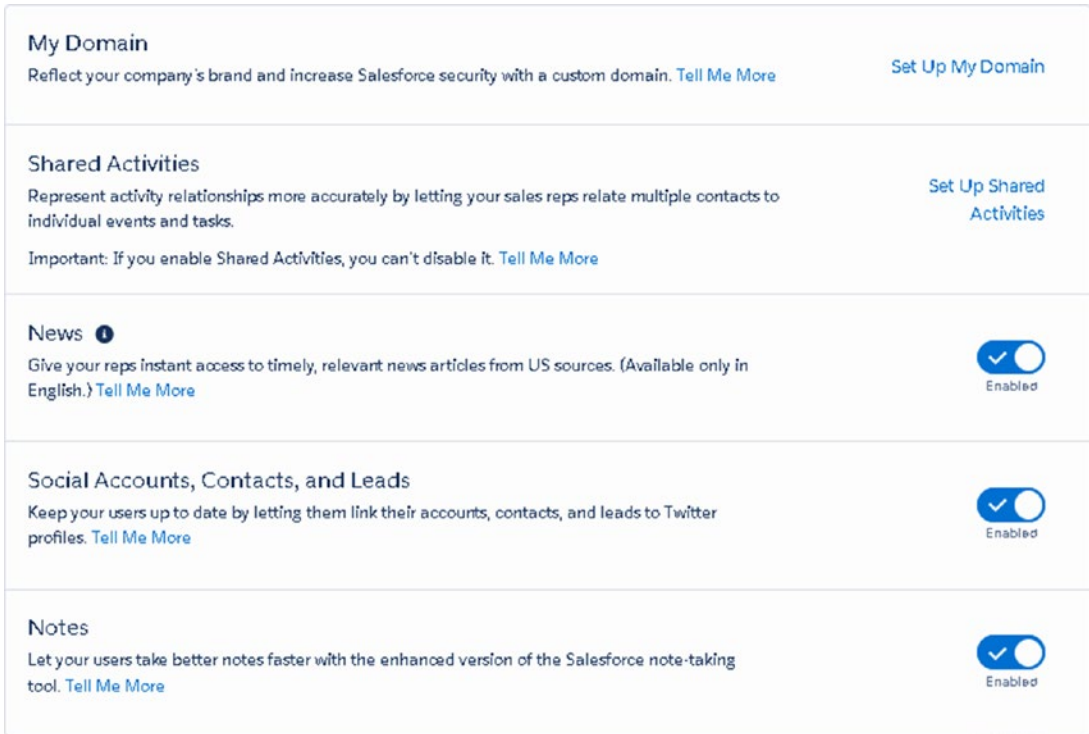 My Domain
Reflect your company's brand and increase Salesforce security with a custom domain. Tell Me More
Set Up My Domain
Shared Activities
Represent activity relationships more accurately by letting your sales reps relate multiple contacts to
individual events and tasks.
Important: If you enable Shared Activities, you can't disable it. Tell Me More
Set Up Shared
Activities
News
Give your reps instant access to timely, relevant news articles from US sources. (Available only in
English.) Tell Me More
Enabled
Social Accounts, Contacts, and Leads
Keep your users up to date by letting them link their accounts, contacts, and leads to Twitter
profiles. Tell Me More
Enabled
Notes
Let your users take better notes faster with the enhanced version of the Salesforce note-taking
tool. Tell Me More
Enabled